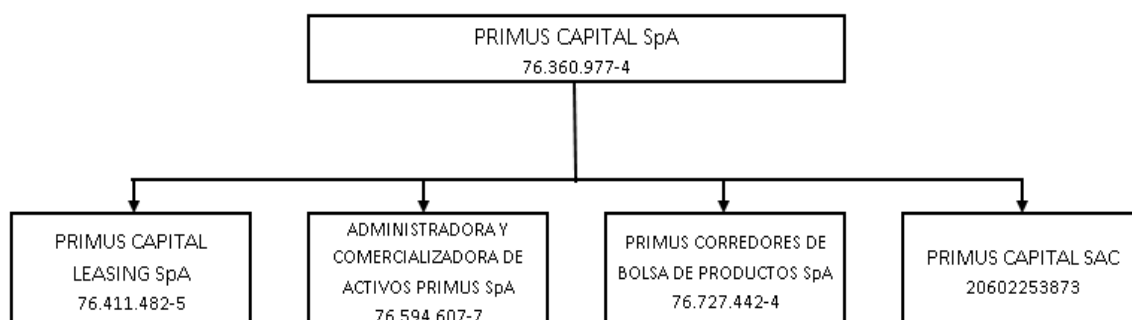 PRIMUS CAPITAL SpA
76.360.977-4
PRIMUS CAPITAL
LEASING SpA
76.411.482-5
ADMINISTRADORA Y
COMERCIALIZADORA DE
ACTIVOS PRIMUS SpA
76.594.607-7
PRIMUS CORREDORES DE
BOLSA DE PRODUCTOS SpA
76.727.442-4
PRIMUS CAPITAL SAC
20602253873